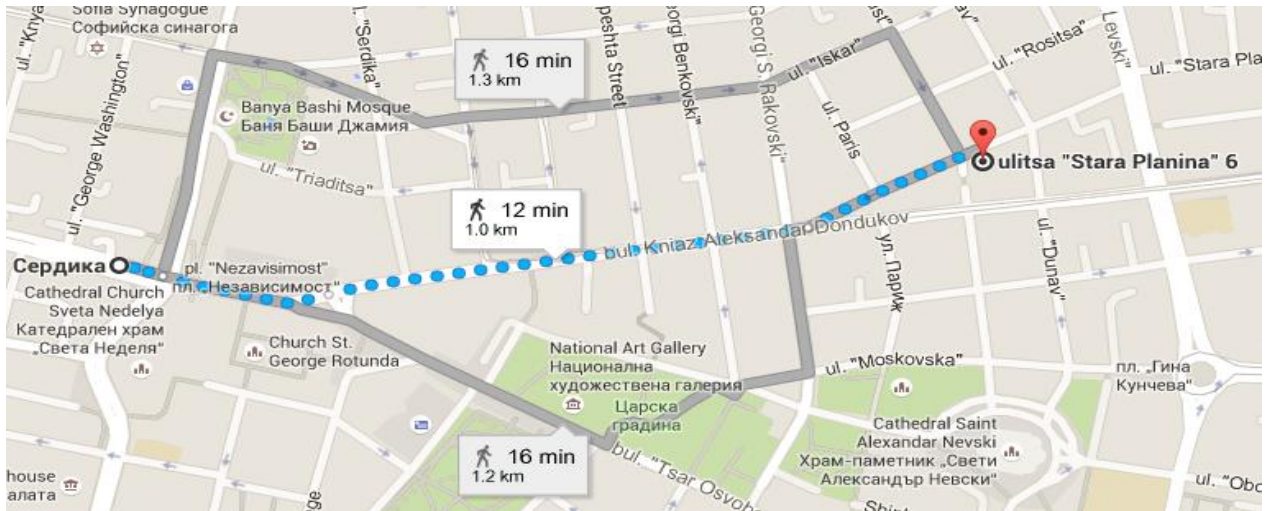 Sofia Synagogue
Софийска синагога
ul. "Knya
ul. "George Washington"
ul. "Serdika"
16 min
1.3 km
peshta Street
orgi Benkovski"
Georgi S. Rakovski"
ul. "Iskar"
ul. "Rositsa"
Levski"
ul. "Stara Pla
Banya Bashi Mosque
Баня Баши Джамия
ul. "Triaditsa"
ul. Paris
ulitsa "Stara Planina" 6
12 min
1.0 km
bul. Kniaz Aleksandar Dondukov
Сердика
pl. "Nezavisimost"
пл. „Независимост"
Cathedral Church
Sveta Nedelya
Катедрален храм
„Света Неделя"
Church St.
George Rotunda
ул. Париж
ul. "Dunav"
National Art Gallery
Национална
художествена галерия
Царска
градина
ul. "Moskovska"
пл. „Гина
Кунчева"
Cathedral Saint
Alexandar Nevski
Храм-паметник „Свети
Александър Невски"
16 min
1.2 km
bul. "Tsar Osvob
house
алата
ul. "Obo